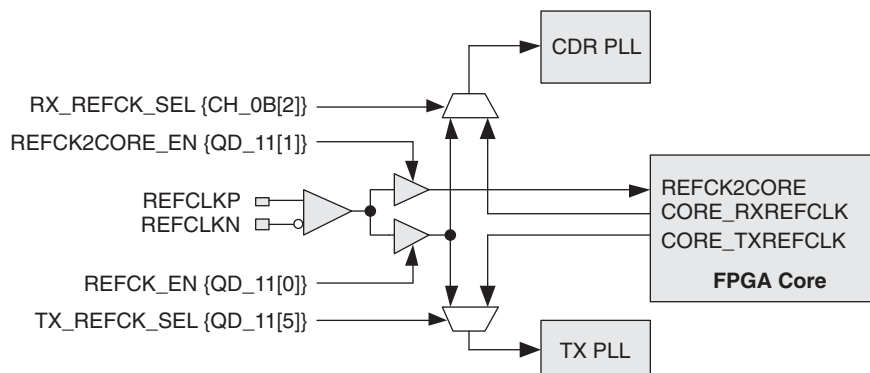 CDR PLL
RX_REFCK_SEL {CH_0B[2]}
REFCK2CORE_EN {QD_11[1]}
REFCLKP
REFCLKN
REFCK2CORE
CORE_RXREFCLK
CORE_TXREFCLK
FPGA Core
REFCK_EN {QD_11[0]}
TX_REFCK_SEL {QD_11[5]}
TX PLL